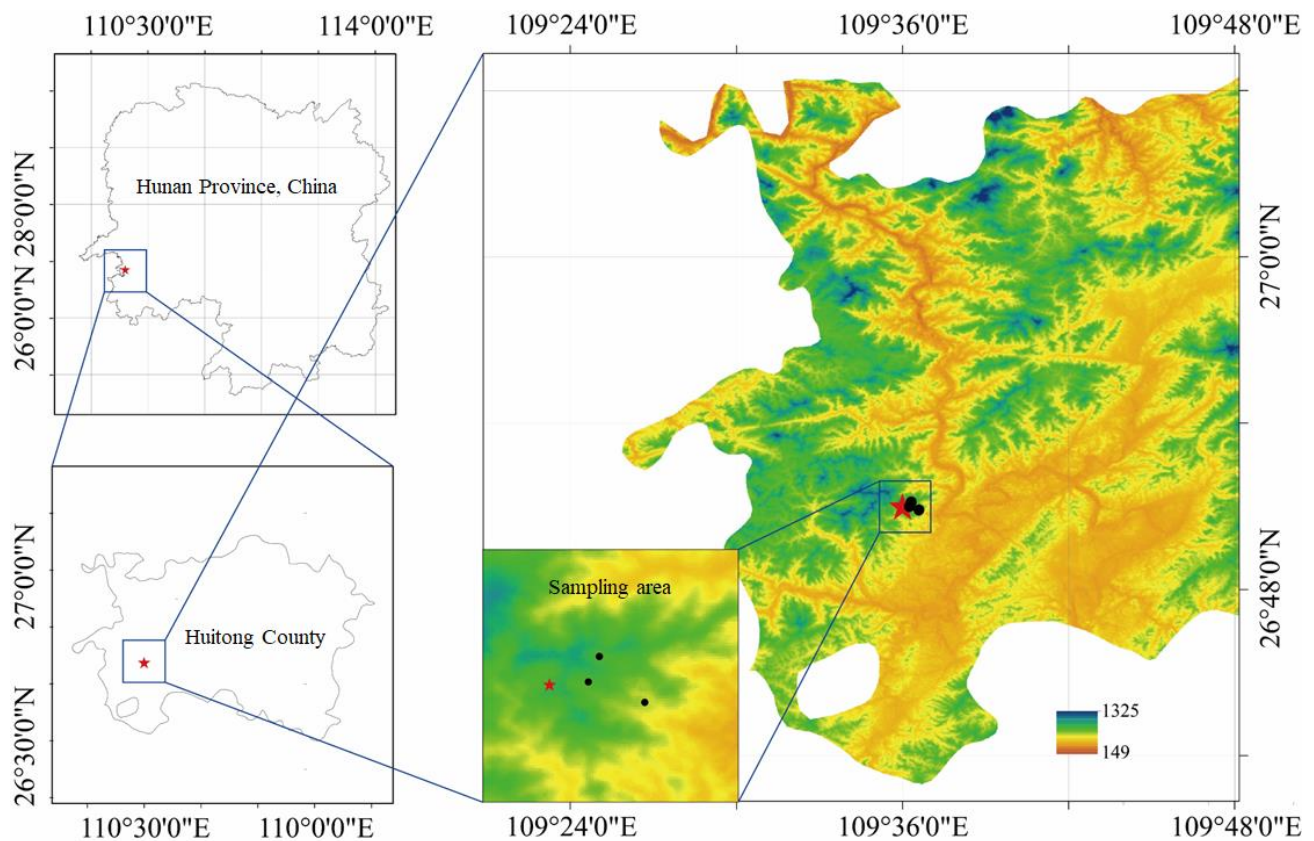 110°30'0"E 114°0'0"E
109°24'0"E 109°36'0"E 109°48'0"E
28°0'0"N
26°0'0"N
Hunan Province, China
27°0'0"N
26°48'0"N
27°0'0"N
26°30'0"N
Huitong County
Sampling area
1325
149
110°30'0"E 110°0'0"E
109°24'0"E 109°36'0"E 109°48'0"E